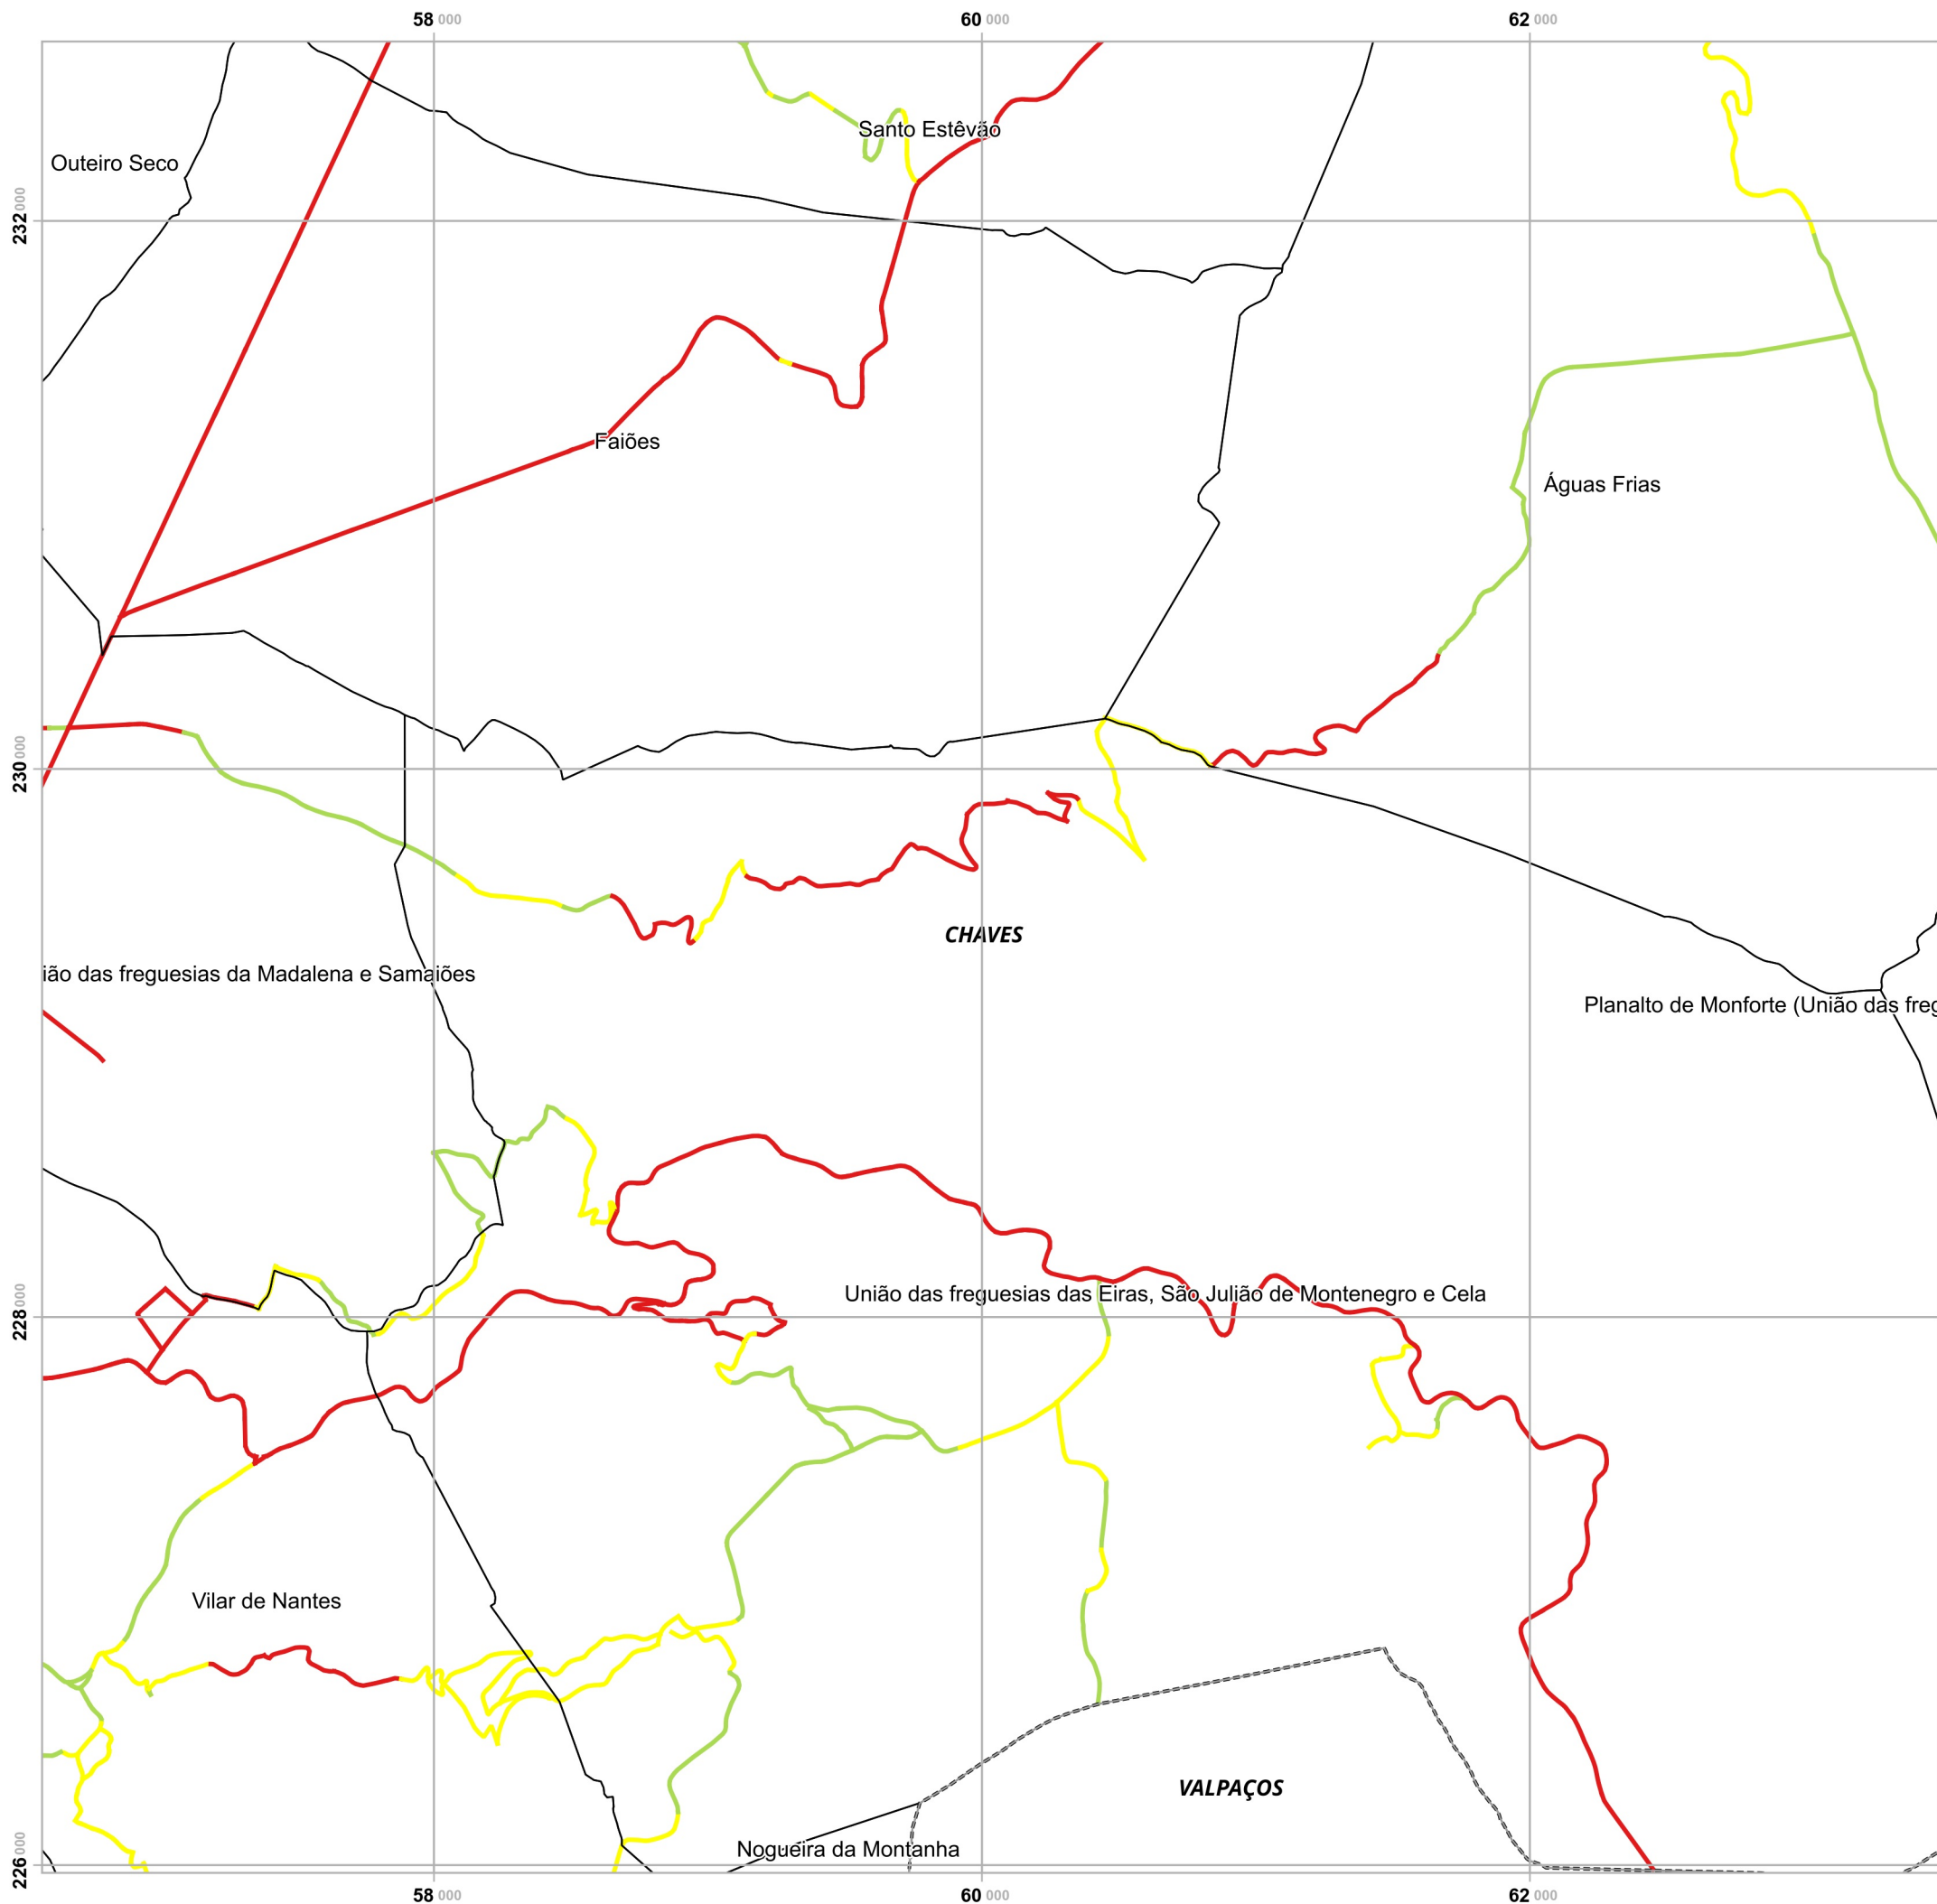 58 000 60 000 62 000
Santo Estêvão
Outeiro Seco
232 000
Faiões
Águas Frias
230 000
CHAVES
ião das freguesias da Madalena e Samaiões
Planalto de Monforte (União das freg
União das freguesias das Eiras, São Julião de Montenegro e Cela
228 000
Vilar de Nantes
VALPAÇOS
Nogueira da Montanha
226 000
58 000 60 000 62 000